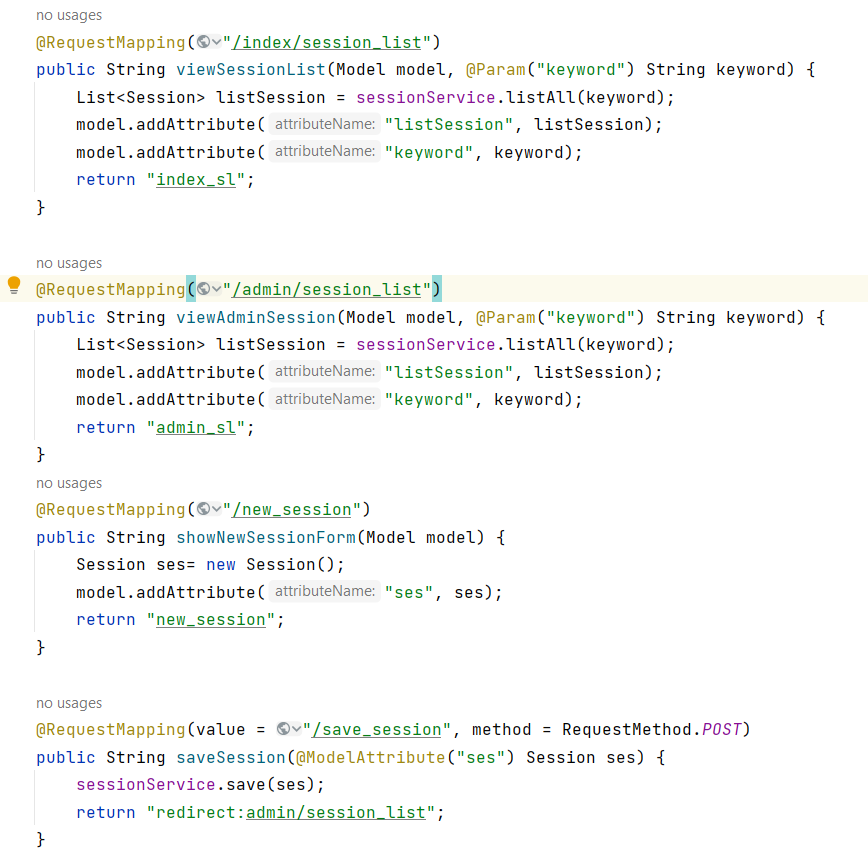 no usages
@RequestMapping("/index/session_list")
public String viewSessionList(Model model, @Param("keyword") String keyword) {
    List<Session> listSession = sessionService.listAll(keyword);
    model.addAttribute( attributeName: "listSession", listSession);
    model.addAttribute( attributeName: "keyword", keyword);
    return "index_sl";
}
no usages
@RequestMapping("/admin/session_list")
public String viewAdminSession(Model model, @Param("keyword") String keyword) {
    List<Session> listSession = sessionService.listAll(keyword);
    model.addAttribute( attributeName: "listSession", listSession);
    model.addAttribute( attributeName: "keyword", keyword);
    return "admin_sl";
}
no usages
@RequestMapping("/new_session")
public String showNewSessionForm(Model model) {
    Session ses= new Session();
    model.addAttribute( attributeName: "ses", ses);
    return "new_session";
}
no usages
@RequestMapping(value = "/save_session", method = RequestMethod.POST)
public String saveSession(@ModelAttribute("ses") Session ses) {
    sessionService.save(ses);
    return "redirect:admin/session_list";
}